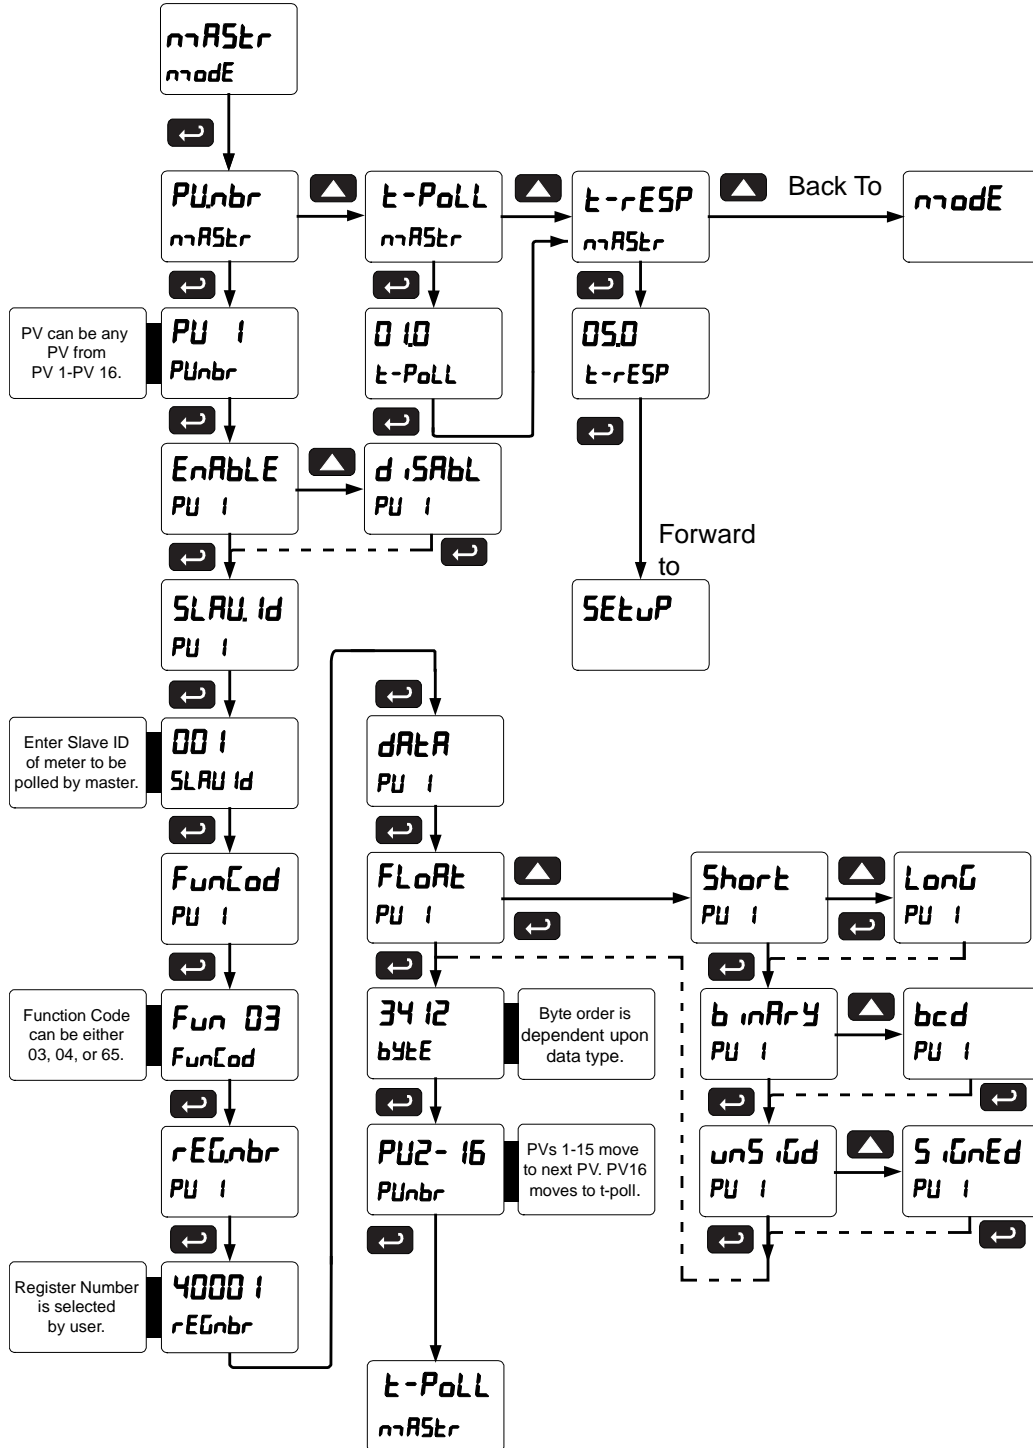 mAStr
modE
PV.nbr
mAStr
t-PoLL
mAStr
t-rESP
mAStr
Back To
modE
PV can be any
PV from
PV 1-PV 16.
PV 1
PVnbr
01.0
t-PoLL
05.0
t-rESP
EnAbLE
PV 1
diSAbL
PV 1
Forward
to
SLAV.Id
PV 1
SEtuP
Enter Slave ID
of meter to be
polled by master.
001
SLAV Id
dAtA
PV 1
FunCod
PV 1
FLoAt
PV 1
Short
PV 1
LonG
PV 1
Function Code
can be either
03, 04, or 65.
Fun 03
FunCod
3412
bytE
Byte order is
dependent upon
data type.
binArY
PV 1
bcd
PV 1
rEG.nbr
PV 1
PV2-16
PVnbr
PVs 1-15 move
to next PV. PV16
moves to t-poll.
unSiGd
PV 1
SiGnEd
PV 1
Register Number
is selected
by user.
40001
rEGnbr
t-PoLL
mAStr